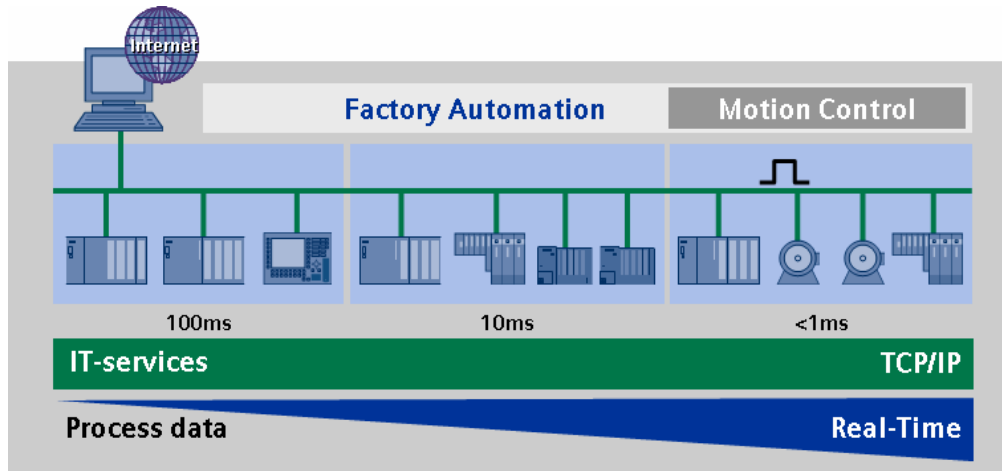 Internet
Factory Automation
Motion Control
100ms
10ms
<1ms
IT-services
TCP/IP
Process data
Real-Time